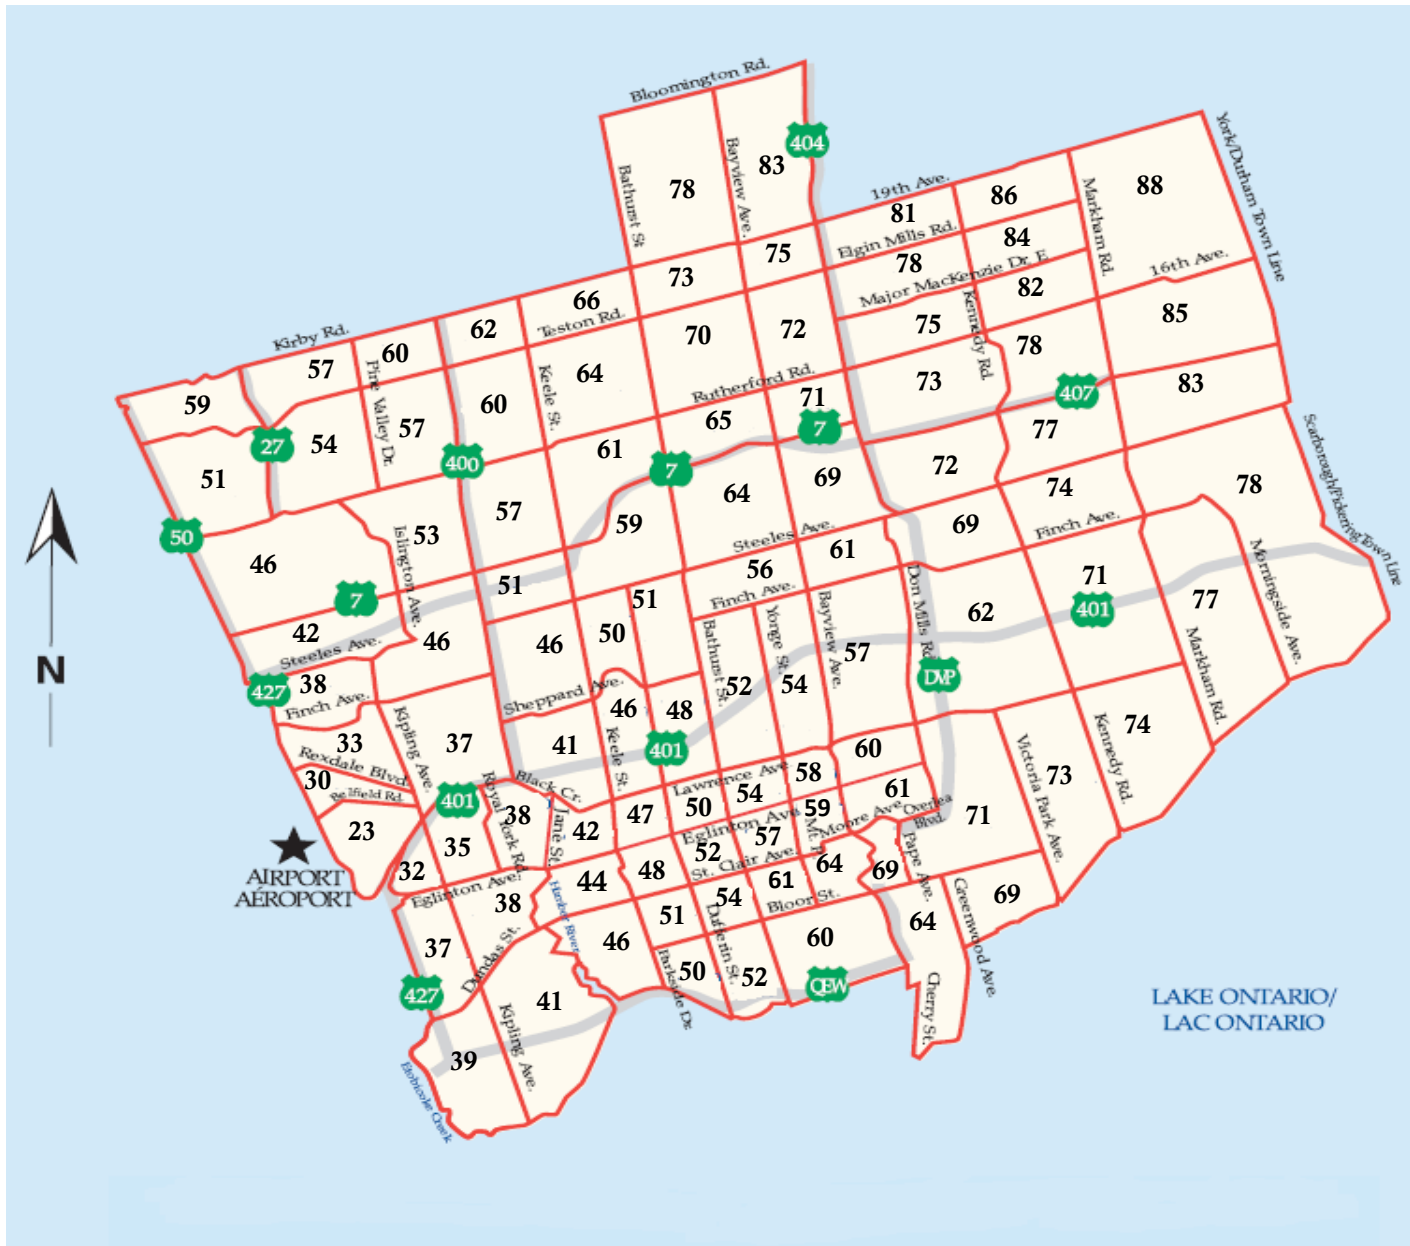 Bloomington Rd.
404
York/Durham Town Line
83
Bayview Ave.
78
Bathurst St
19th Ave.
86
88
Markham Rd.
81
Elgin Mills Rd.
84
75
78
Major MacKenzie Dr. E
16th Ave.
73
82
66
Teston Rd.
75
Kennedy Rd.
85
Kirby Rd.
62
70
72
78
60
57
Pine Valley Dr.
64
Keele St.
Rutherford Rd.
73
83
407
59
60
71
57
65
7
77
54
27
61
Scarborough/Pickering Town Line
400
7
72
69
51
64
74
78
57
59
69
Finch Ave.
50
53
Steeles Ave.
61
Islington Ave.
46
56
71
Morningside Ave.
51
Finch Ave.
Don Mills Rd
7
51
77
401
62
42
50
Steeles Ave.
46
46
Bathurst St.
Yonge St.
Bayview Ave.
57
Markham Rd.
N
427
38
Finch Ave.
Sheppard Ave.
52
54
DVP
46
48
Kipling Ave.
33
37
41
Keele St.
401
60
74
Kennedy Rd.
Rexdale Blvd.
30
Belfield Rd.
Royal York Rd.
Black Cr.
Lawrence Ave.
58
Victoria Park Ave.
73
401
54
61
38
47
50
59
Overlea
Blvd.
23
Jane St.
42
Eglinton Ave
57
Moore Ave
71
35
52
St. Clair Ave.
AIRPORT
AÉROPORT
32
48
64
69
Pape Ave.
Eglinton Ave.
44
61
38
54
Bloor St.
69
Humber River
51
Dufferin St.
64
Greenwood Ave.
37
Dundas St.
46
60
50
Parkside Dr.
52
QEW
427
41
Kipling Ave.
Cherry St.
LAKE ONTARIO/
LAC ONTARIO
39
Etobicoke Creek